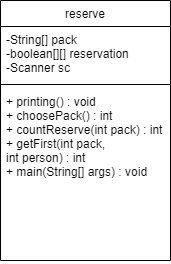 reserve
-String[] pack
-boolean[][] reservation
-Scanner sc
+ printing() : void
+ choosePack() : int
+ countReserve(int pack) : int
+ getFirst(int pack,
int person) : int
+ main(String[] args) : void